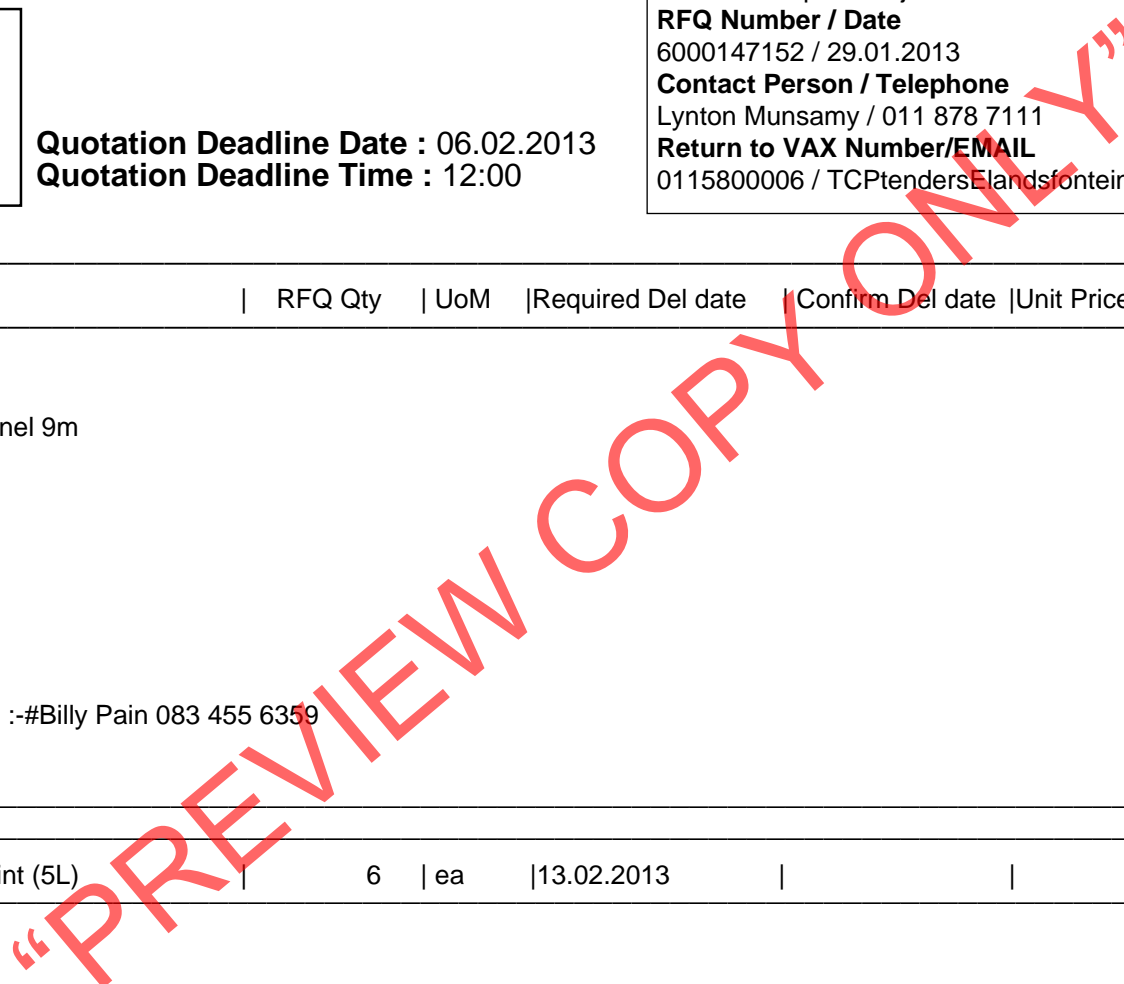 RFQ Number / Date
6000147152 / 29.01.2013
Contact Person / Telephone
Lynton Munsamy / 011 878 7111
Return to VAX Number/EMAIL
0115800006 / TCPtendersElandsfontein
Quotation Deadline Date : 06.02.2013
Quotation Deadline Time : 12:00
| RFQ Qty | UoM |Required Del date | Confirm Del date |Unit Price
nel 9m
:-#Billy Pain 083 455 6359
int (5L) | 6 | ea |13.02.2013 | |
“PREVIEW COPY ONLY”